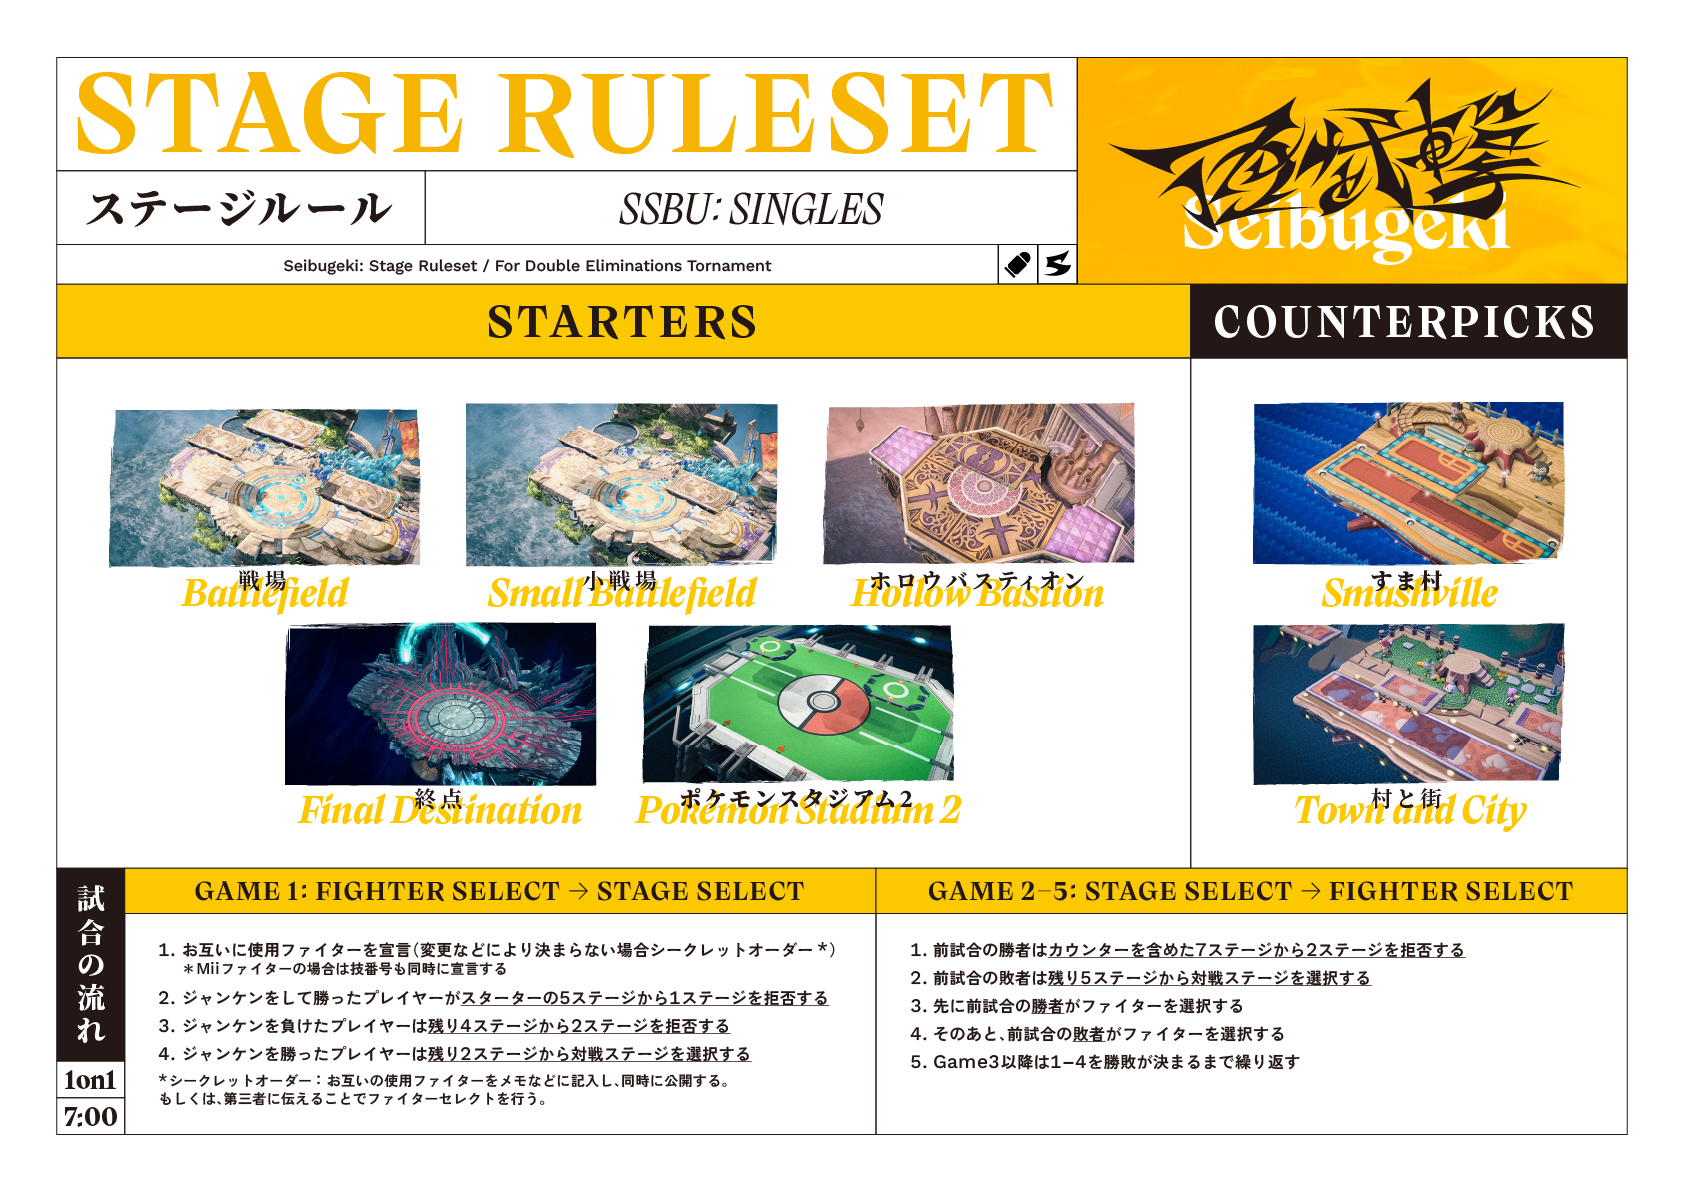 STAGE RULESET
西武撃
Seibugeki
ステージルール
SSBU: SINGLES
Seibugeki: Stage Ruleset / For Double Eliminations Tornament
STARTERS
COUNTERPICKS
戦場
Battlefield
小戦場
Small Battlefield
ホロウバスティオン
Hollow Bastion
すま村
Smashville
終点
Final Destination
ポケモンスタジアム2
Pokémon Stadium 2
村と街
Town and City
試合の流れ
1on1
7:00
GAME 1: FIGHTER SELECT → STAGE SELECT
1. お互いに使用ファイターを宣言(変更などにより決まらない場合シークレットオーダー*)
*Miiファイターの場合は技番号も同時に宣言する
2. ジャンケンをして勝ったプレイヤーがスターターの5ステージから1ステージを拒否する
3. ジャンケンを負けたプレイヤーは残り4ステージから2ステージを拒否する
4. ジャンケンを勝ったプレイヤーは残り2ステージから対戦ステージを選択する
*シークレットオーダー：お互いの使用ファイターをメモなどに記入し、同時に公開する。
もしくは、第三者に伝えることでファイターセレクトを行う。
GAME 2–5: STAGE SELECT → FIGHTER SELECT
1. 前試合の勝者はカウンターを含めた7ステージから2ステージを拒否する
2. 前試合の敗者は残り5ステージから対戦ステージを選択する
3. 先に前試合の勝者がファイターを選択する
4. そのあと、前試合の敗者がファイターを選択する
5. Game3以降は1–4を勝敗が決まるまで繰り返す